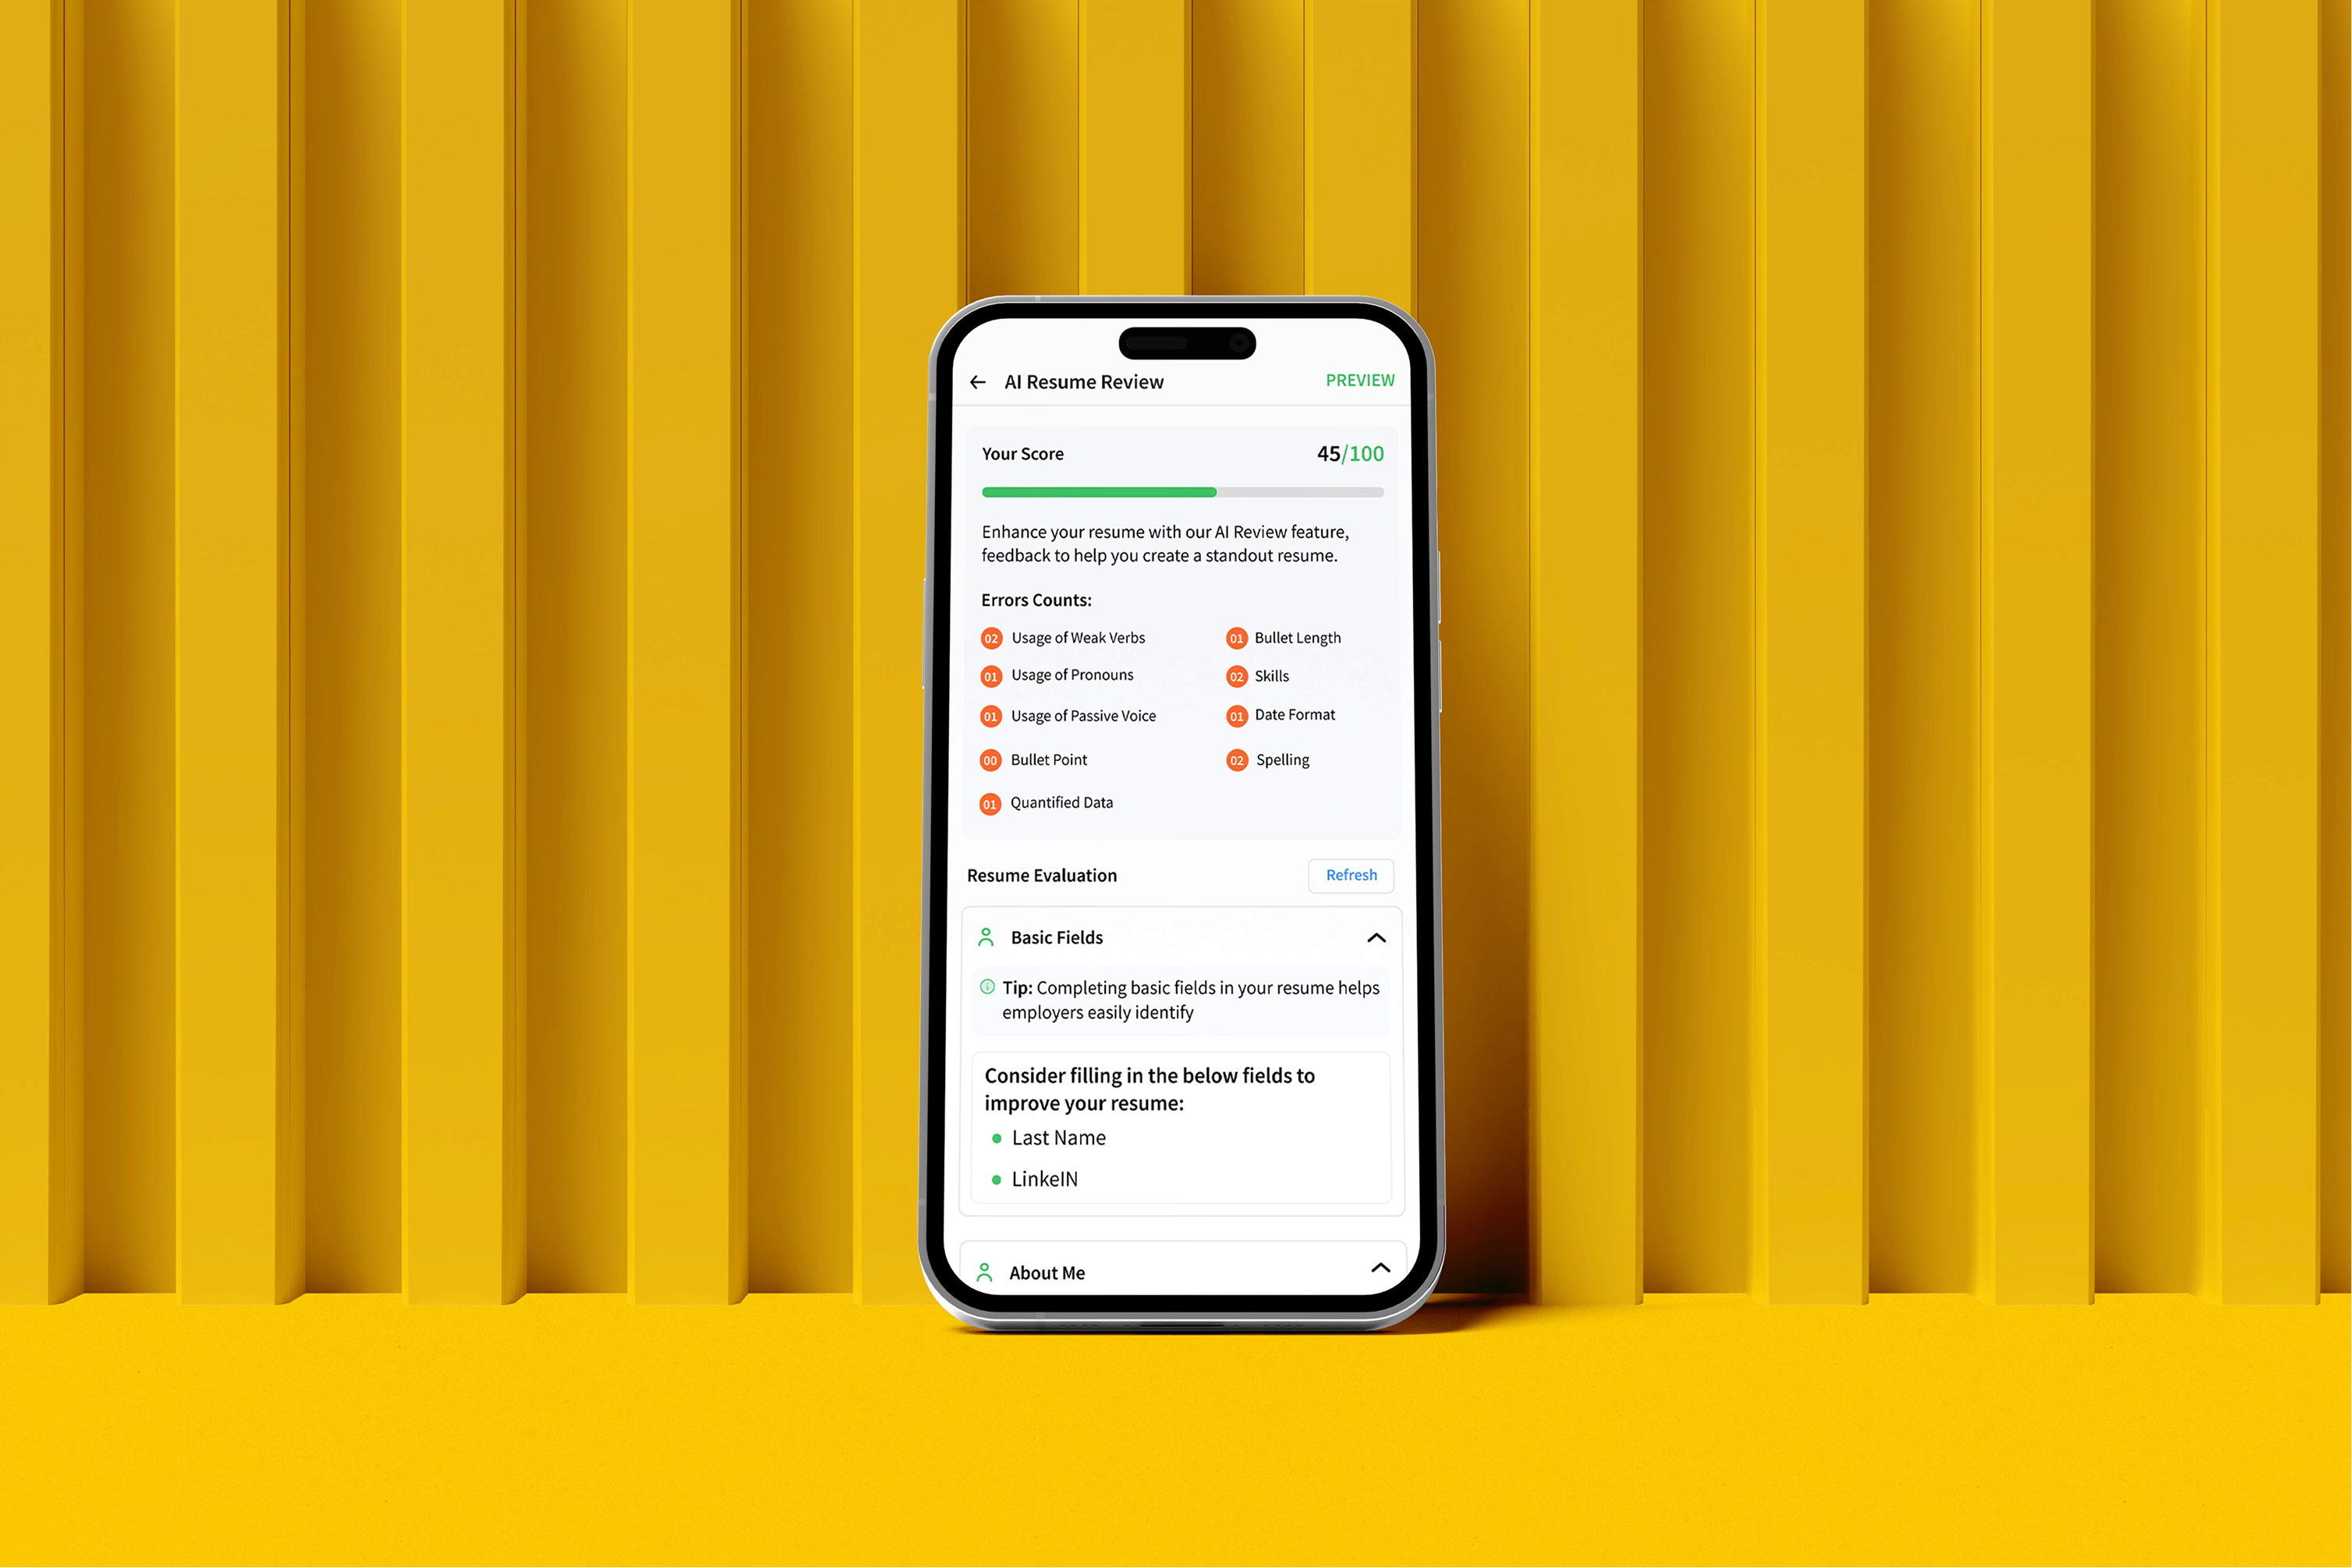 AI Resume Review
PREVIEW
Your Score
45/100
Enhance your resume with our AI Review feature,
feedback to help you create a standout resume.
Errors Counts:
02 Usage of Weak Verbs
01 Bullet Length
01 Usage of Pronouns
02 Skills
01 Usage of Passive Voice
01 Date Format
00 Bullet Point
02 Spelling
01 Quantified Data
Resume Evaluation
Refresh
Basic Fields
Tip: Completing basic fields in your resume helps
employers easily identify
Consider filling in the below fields to
improve your resume:
Last Name
LinkeIN
About Me